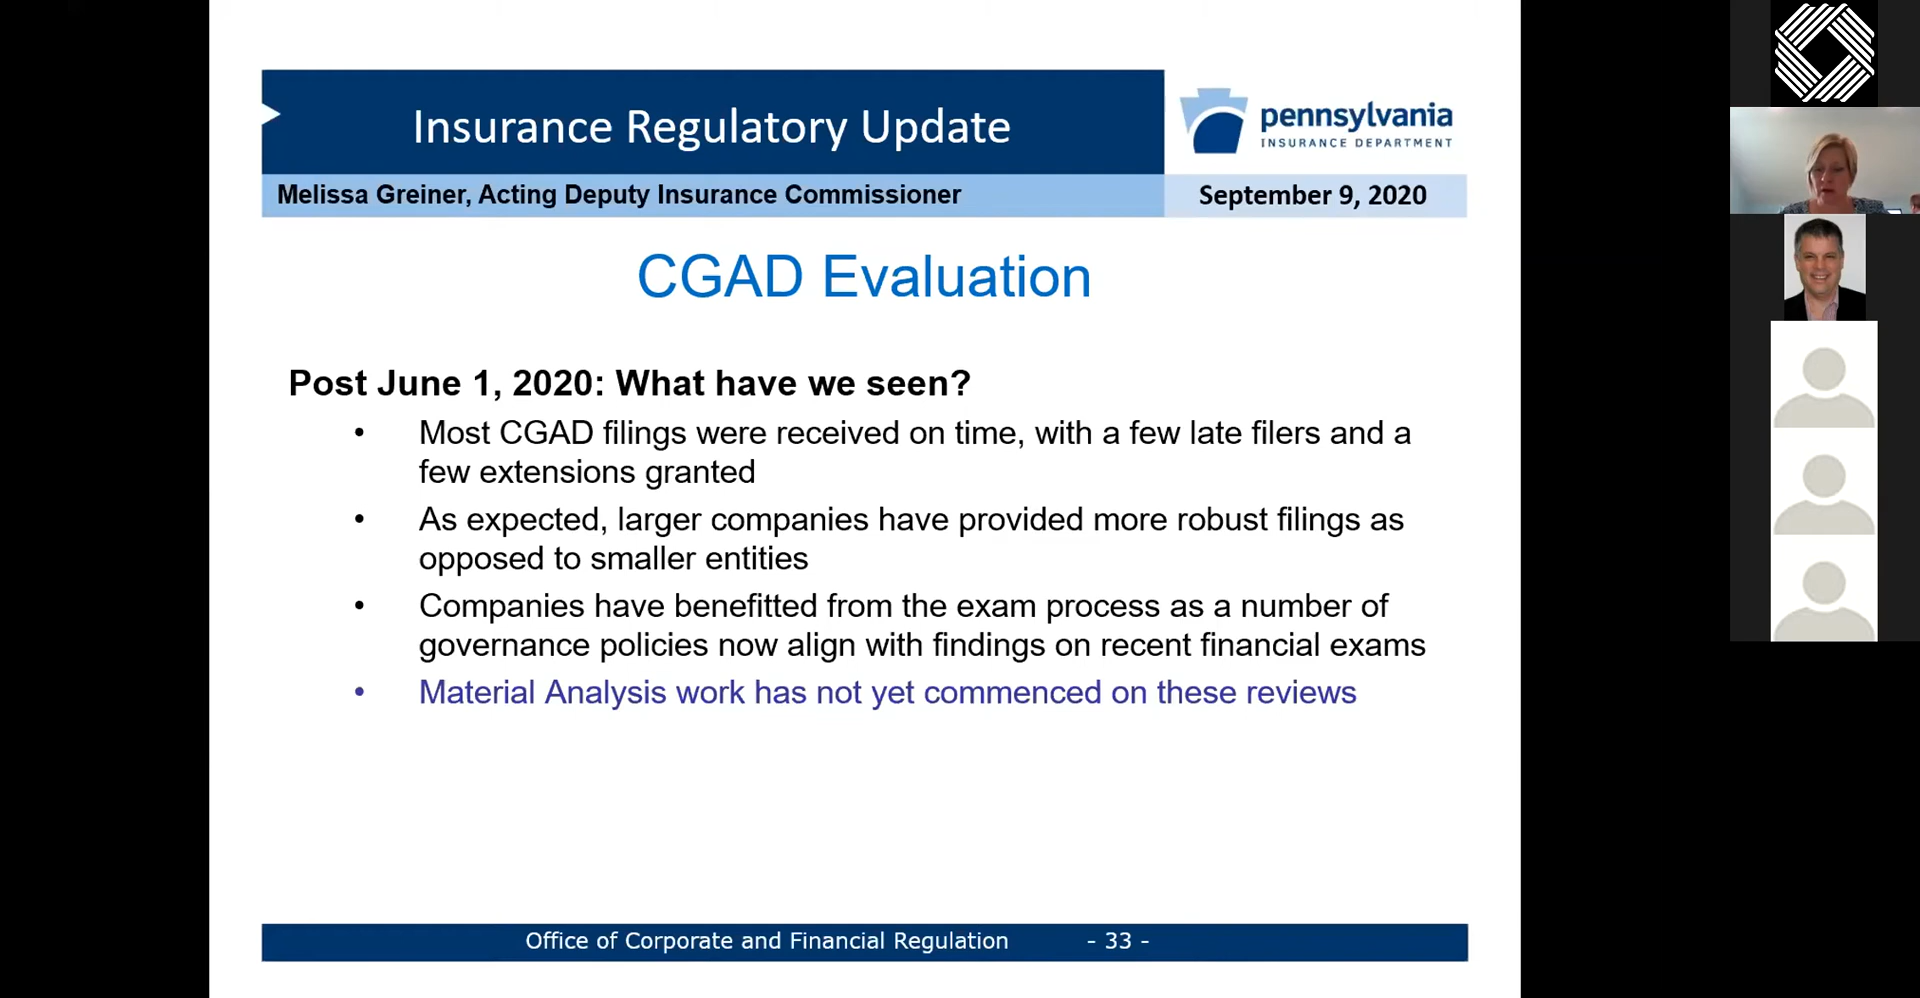 Insurance Regulatory Update
pennsylvania
INSURANCE DEPARTMENT
Melissa Greiner, Acting Deputy Insurance Commissioner
September 9, 2020
CGAD Evaluation
Post June 1, 2020: What have we seen?
• Most CGAD filings were received on time, with a few late filers and a
few extensions granted
• As expected, larger companies have provided more robust filings as
opposed to smaller entities
• Companies have benefitted from the exam process as a number of
governance policies now align with findings on recent financial exams
• Material Analysis work has not yet commenced on these reviews
Office of Corporate and Financial Regulation - 33 -